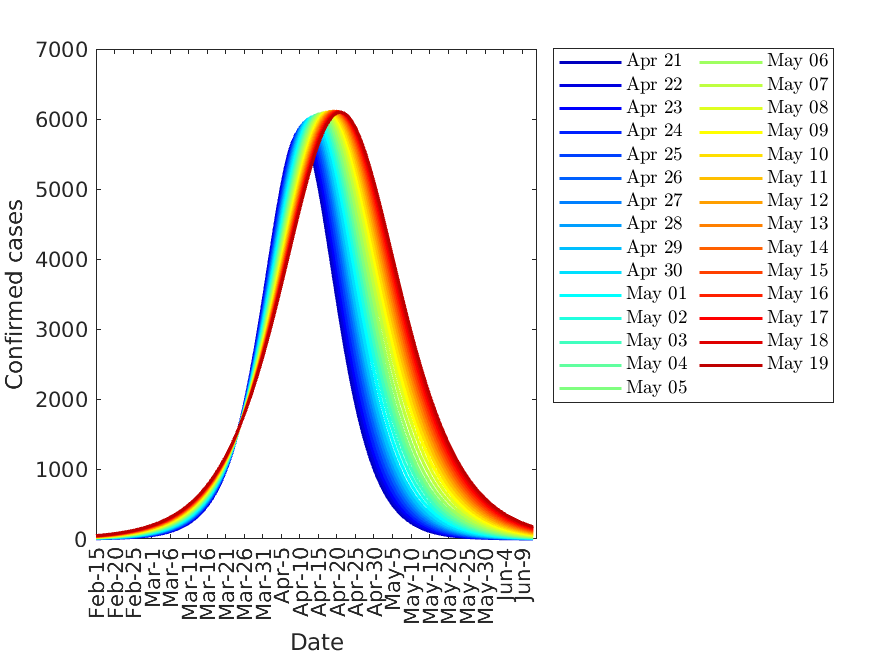 7000
6000
5000
4000
3000
2000
1000
0
Confirmed cases
Feb-15
Feb-20
Feb-25
Mar-1
Mar-6
Mar-11
Mar-16
Mar-21
Mar-26
Mar-31
Apr-5
Apr-10
Apr-15
Apr-20
Apr-25
Apr-30
May-5
May-10
May-15
May-20
May-25
May-30
Jun-4
Jun-9
Date
Apr 21
Apr 22
Apr 23
Apr 24
Apr 25
Apr 26
Apr 27
Apr 28
Apr 29
Apr 30
May 01
May 02
May 03
May 04
May 05
May 06
May 07
May 08
May 09
May 10
May 11
May 12
May 13
May 14
May 15
May 16
May 17
May 18
May 19